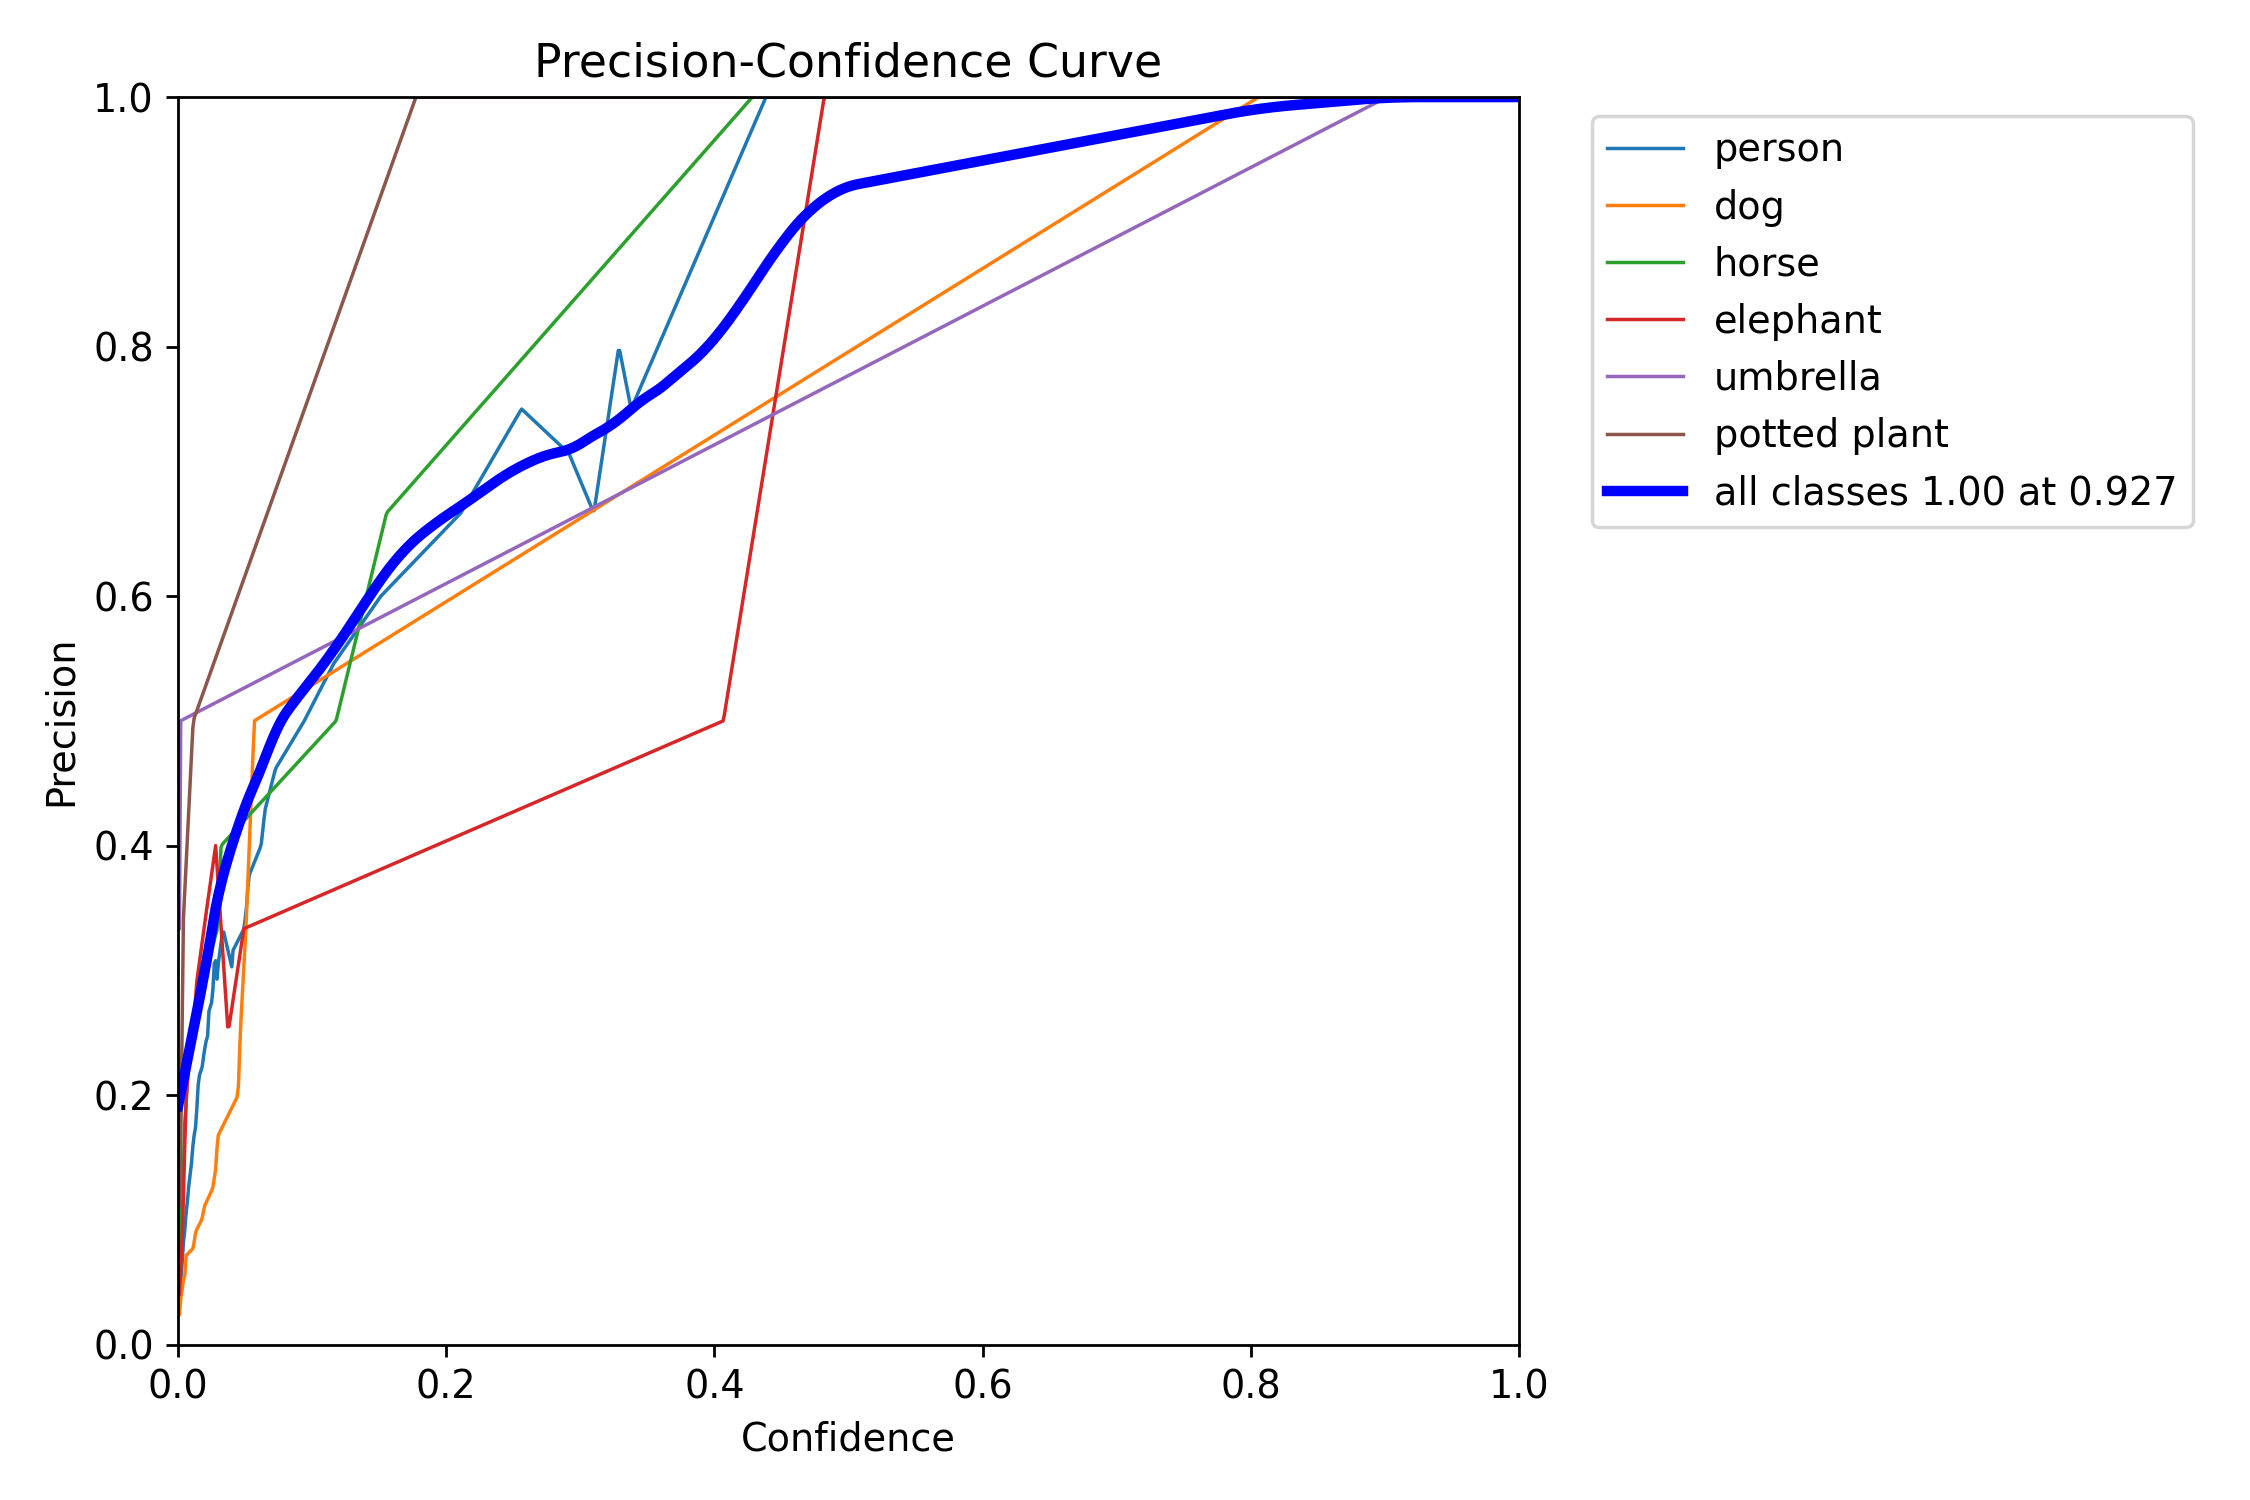 Precision-Confidence Curve
1.0
0.8
0.6
0.4
0.2
0.0
Precision
0.0 0.2 0.4 0.6 0.8 1.0
Confidence
person
dog
horse
elephant
umbrella
potted plant
all classes 1.00 at 0.927